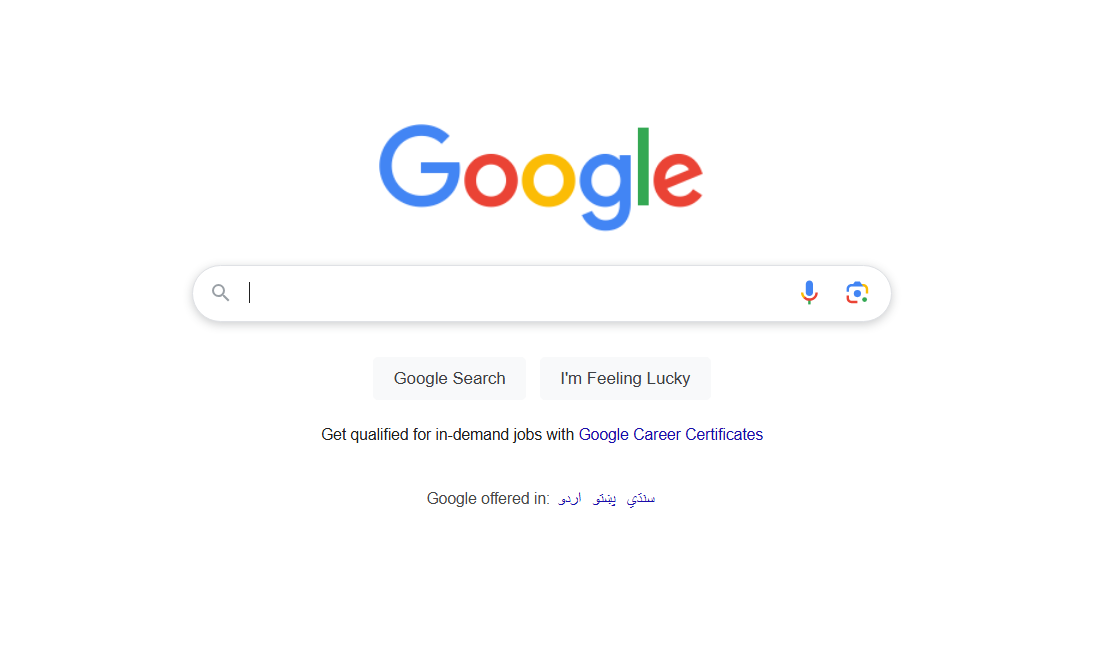 Google
Google Search
I'm Feeling Lucky
Get qualified for in-demand jobs with Google Career Certificates
Google offered in: اردو پښتو سنڌي